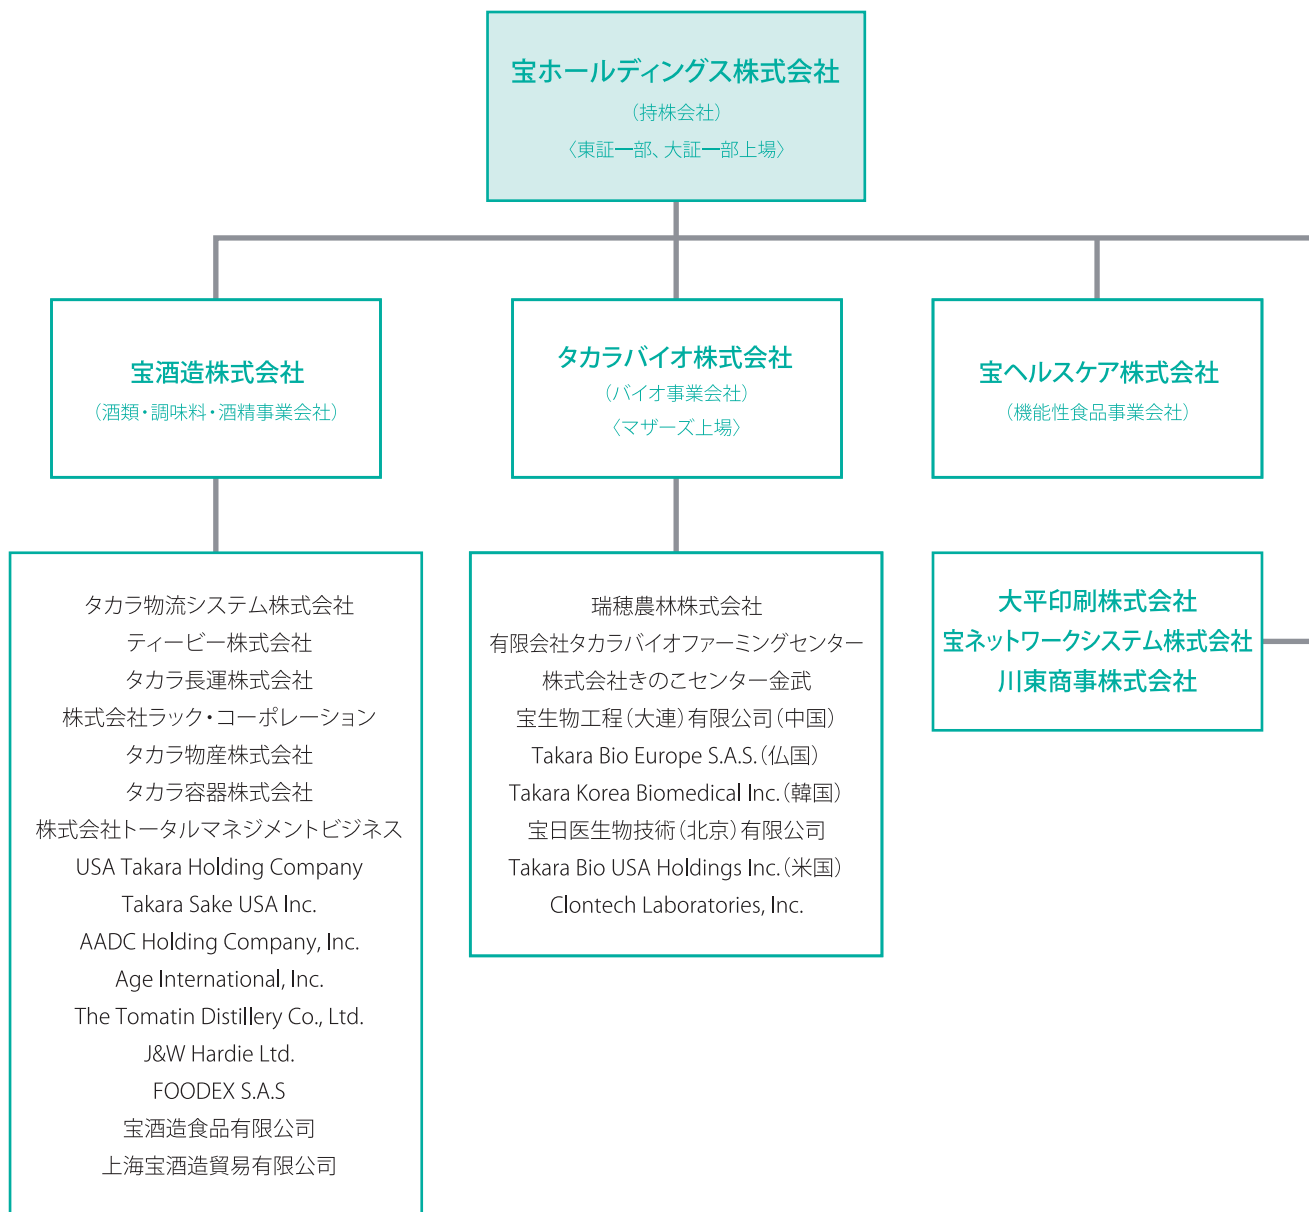 宝ホールディングス株式会社
（持株会社）
〈東証一部、大証一部上場〉
宝酒造株式会社
（酒類・調味料・酒精事業会社）
タカラバイオ株式会社
（バイオ事業会社）
〈マザーズ上場〉
宝ヘルスケア株式会社
（機能性食品事業会社）
タカラ物流システム株式会社
ティービー株式会社
タカラ長運株式会社
株式会社ラック・コーポレーション
タカラ物産株式会社
タカラ容器株式会社
株式会社トータルマネジメントビジネス
USA Takara Holding Company
Takara Sake USA Inc.
AADC Holding Company, Inc.
Age International, Inc.
The Tomatin Distillery Co., Ltd.
J&W Hardie Ltd.
FOODEX S.A.S
宝酒造食品有限公司
上海宝酒造貿易有限公司
瑞穂農林株式会社
有限会社タカラバイオファーミングセンター
株式会社きのこセンター金武
宝生物工程（大連）有限公司（中国）
Takara Bio Europe S.A.S.（仏国）
Takara Korea Biomedical Inc.（韓国）
宝日医生物技術（北京）有限公司
Takara Bio USA Holdings Inc.（米国）
Clontech Laboratories, Inc.
大平印刷株式会社
宝ネットワークシステム株式会社
川東商事株式会社